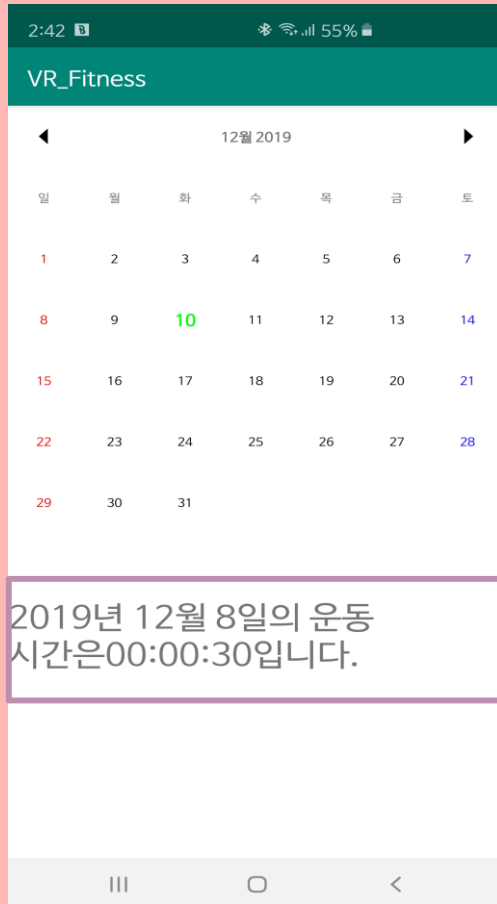 2:42 B 55%
VR_Fitness
12월 2019
일 월 화 수 목 금 토
1 2 3 4 5 6 7
8 9 10 11 12 13 14
15 16 17 18 19 20 21
22 23 24 25 26 27 28
29 30 31
2019년 12월 8일의 운동
시간은00:00:30입니다.